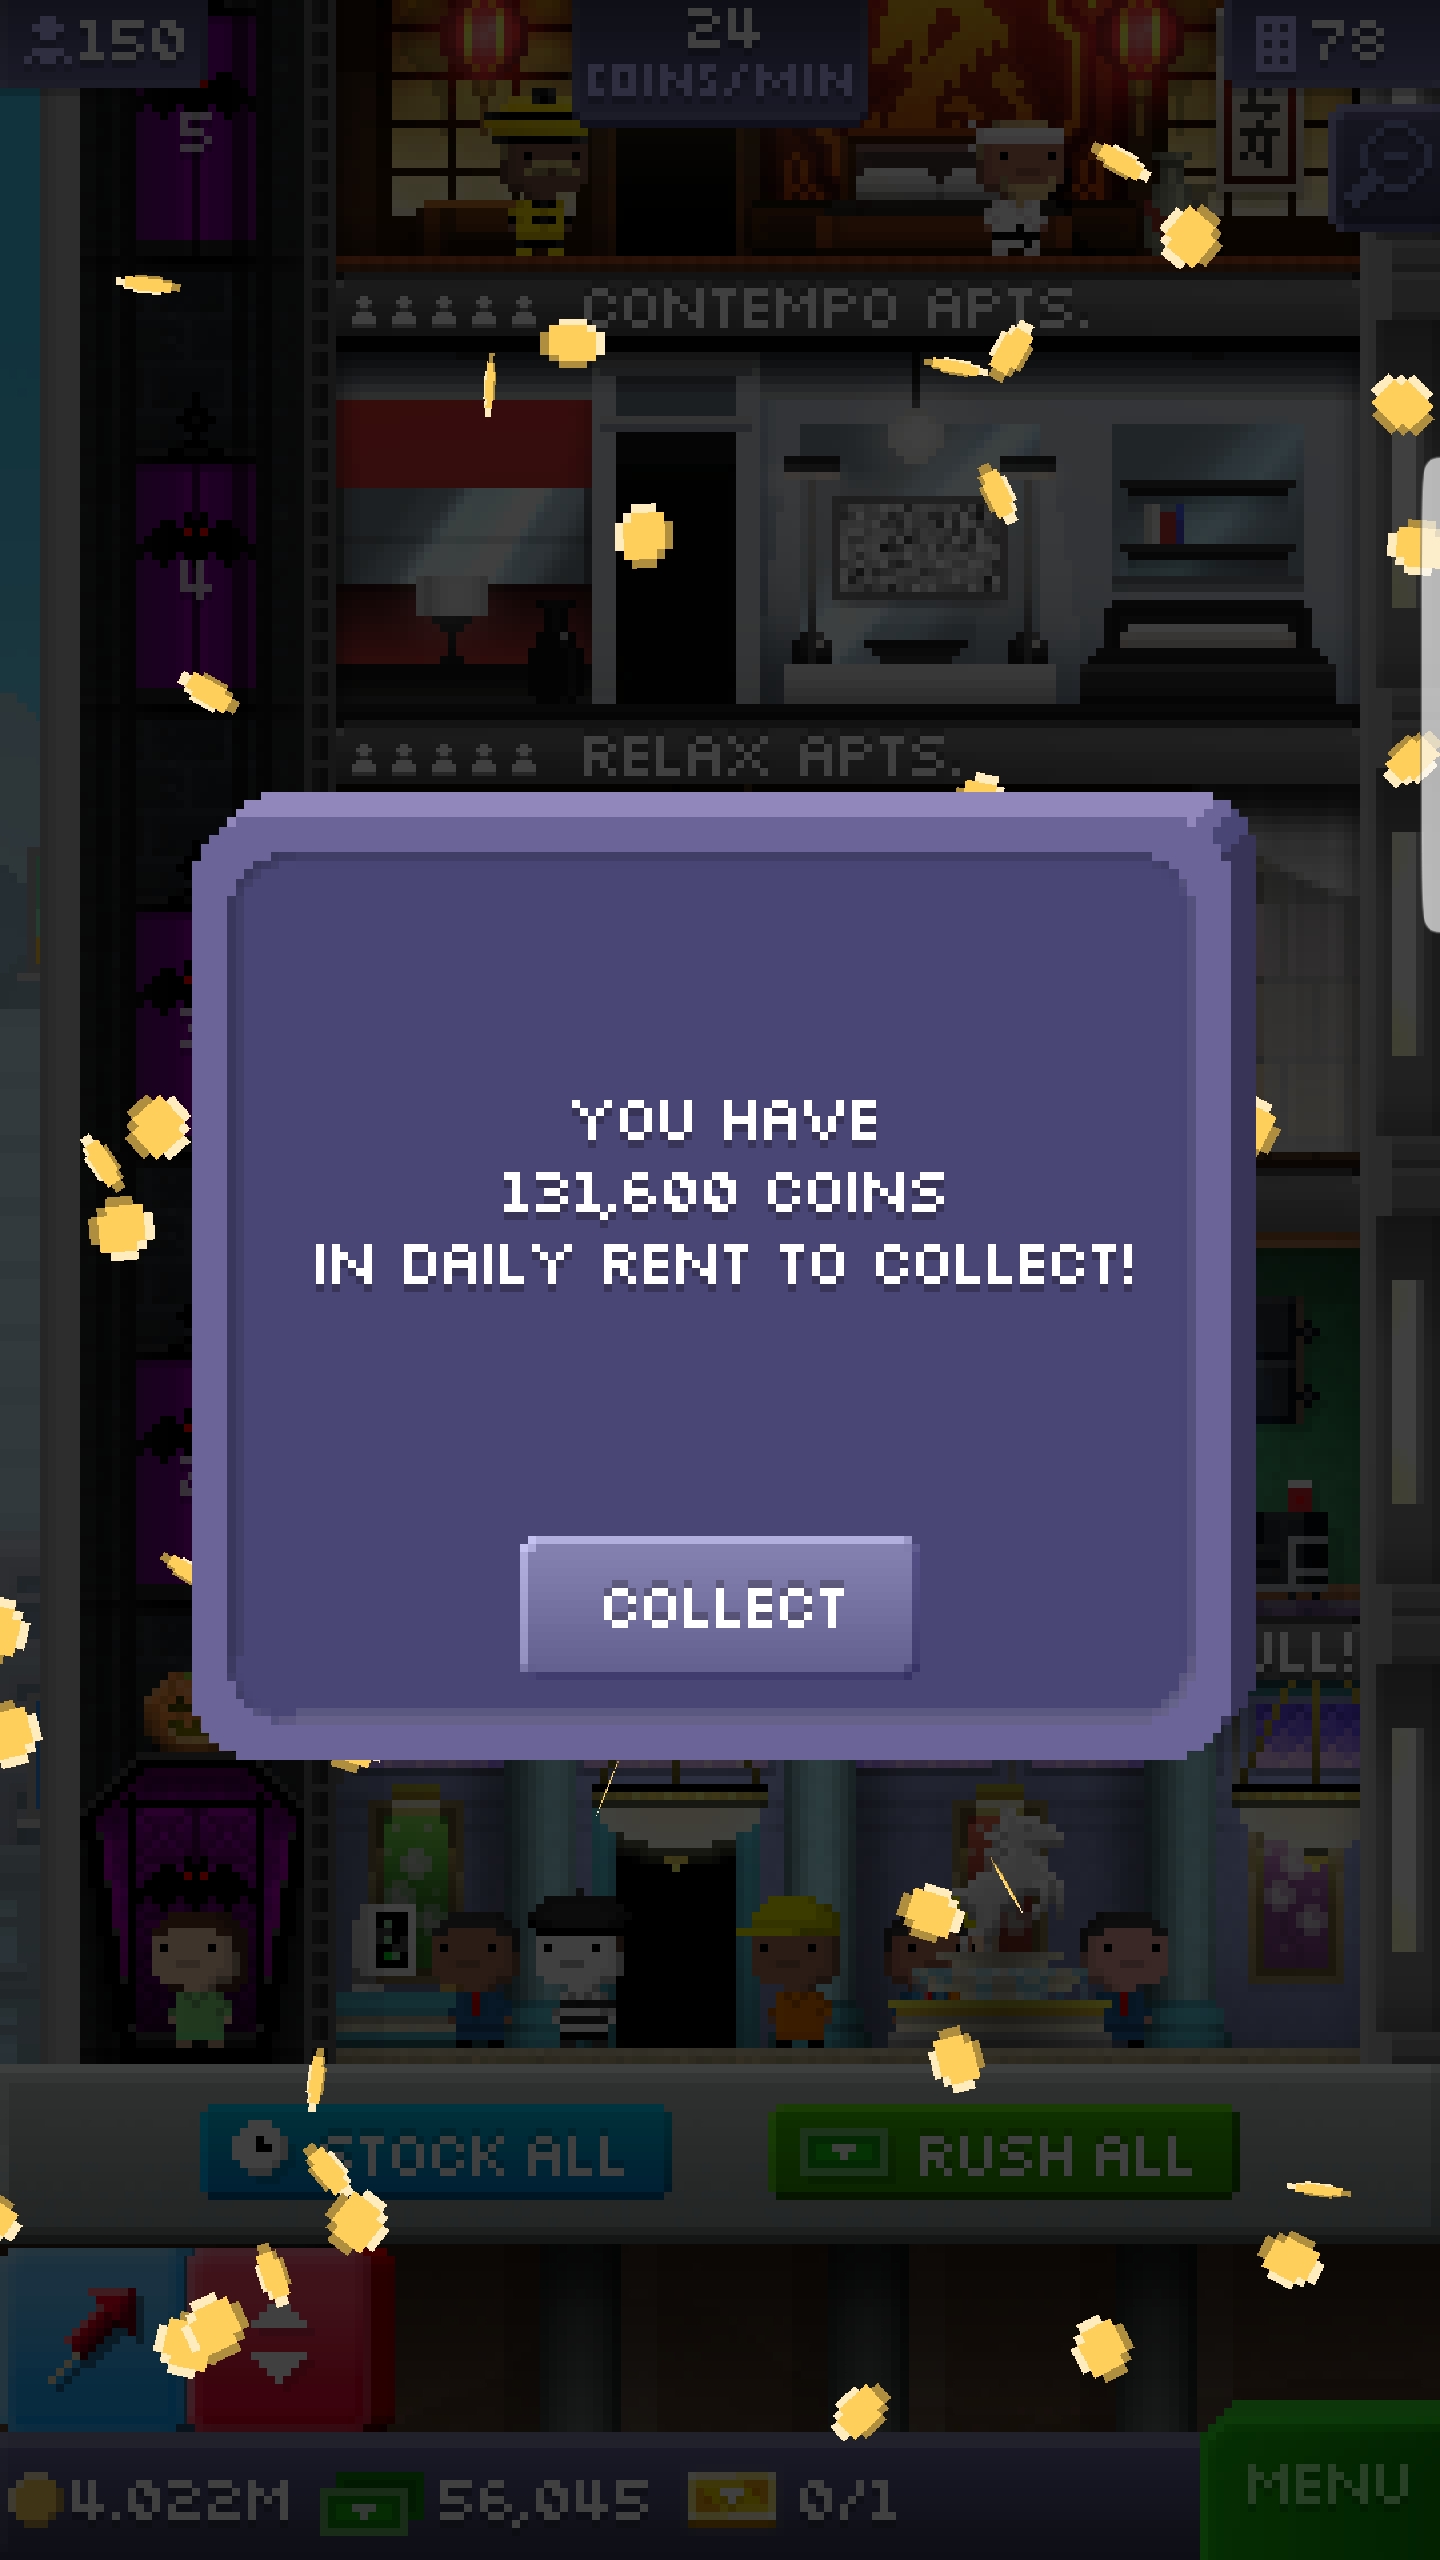 150
24
COINS/MIN
78
5
CONTEMPO APTS.
4
RELAX APTS.
YOU HAVE
131,600 COINS
IN DAILY RENT TO COLLECT!
COLLECT
STOCK ALL
RUSH ALL
4.022M
56,045
0/1
MENU